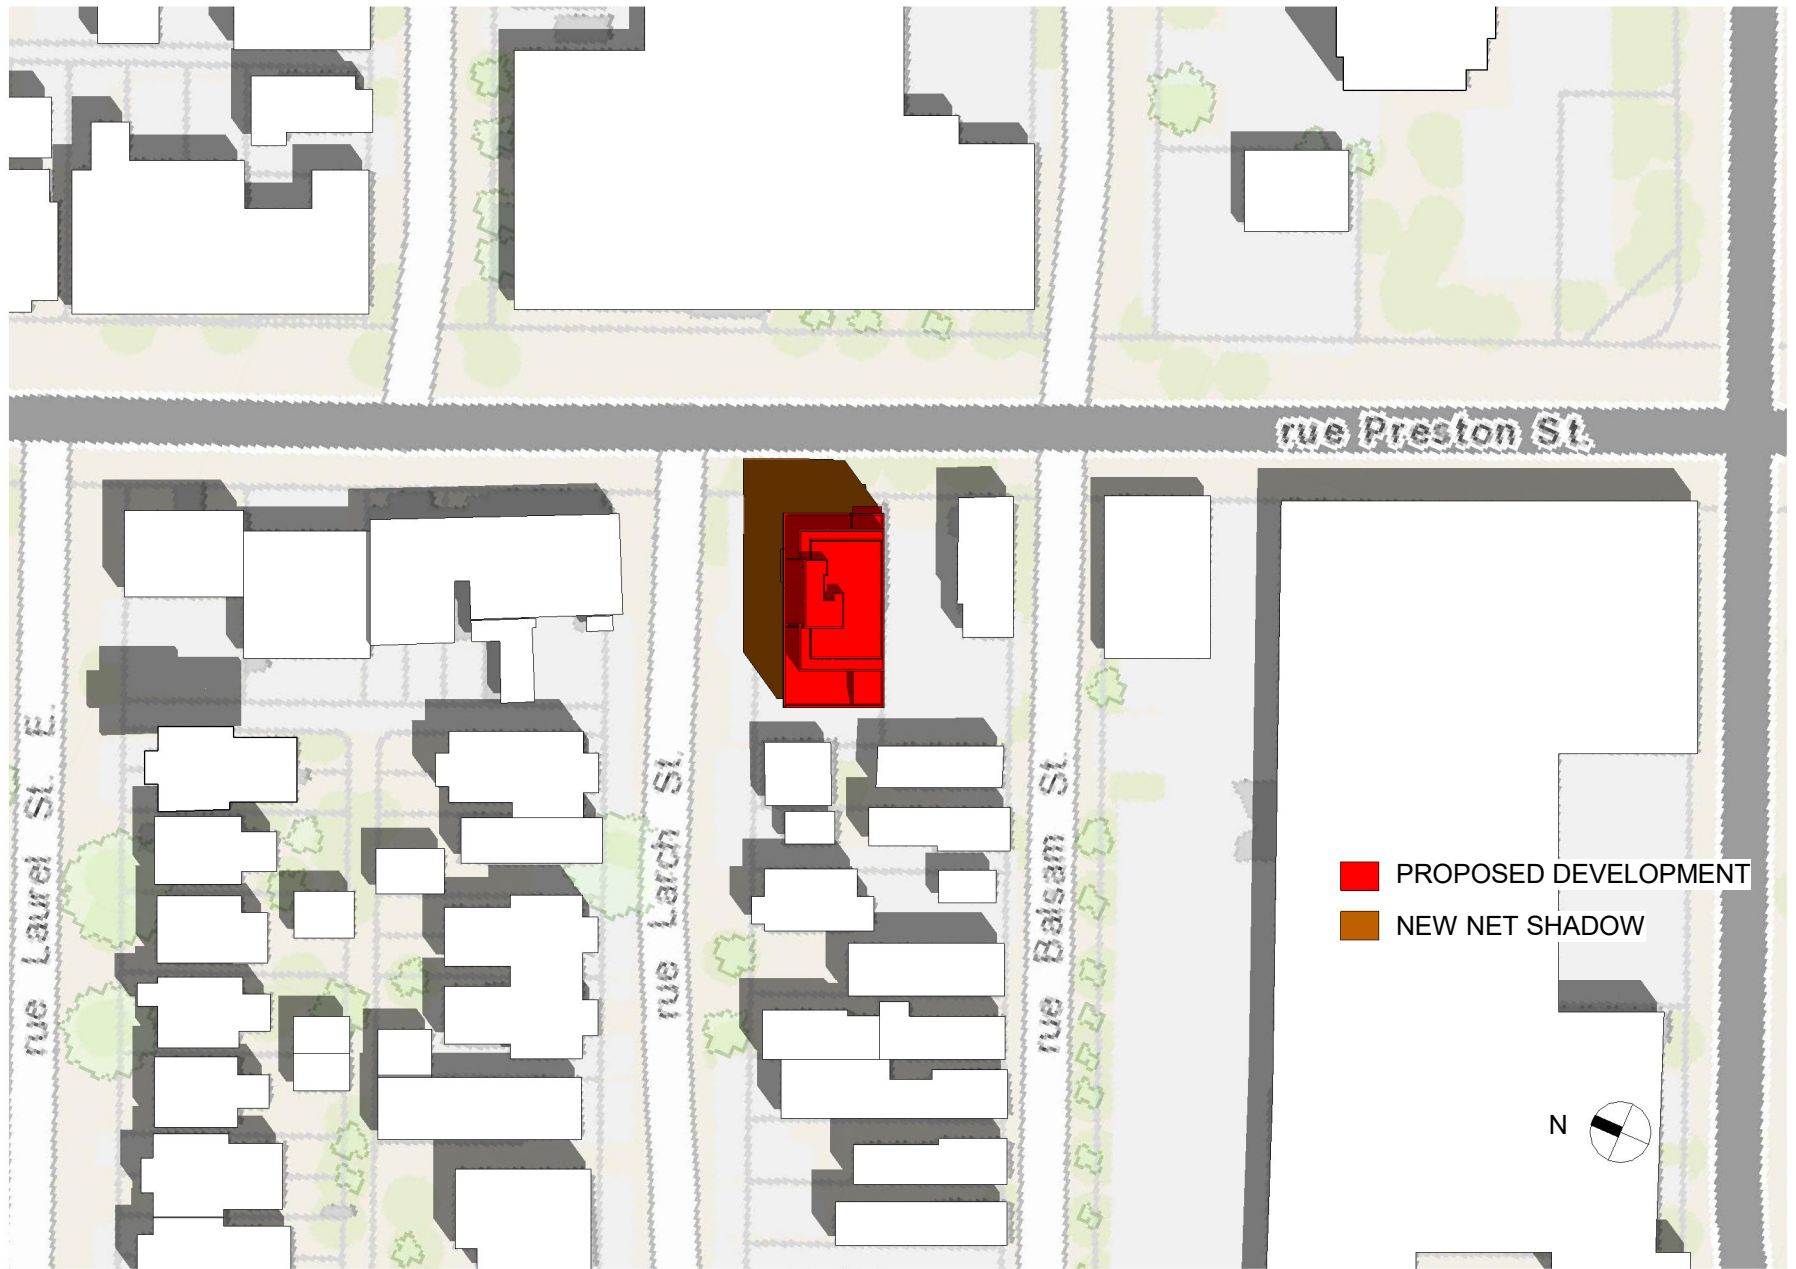 rue Preston St.
rue Laurel St. E.
rue Larch St.
rue Balsam St.
PROPOSED DEVELOPMENT
NEW NET SHADOW
N